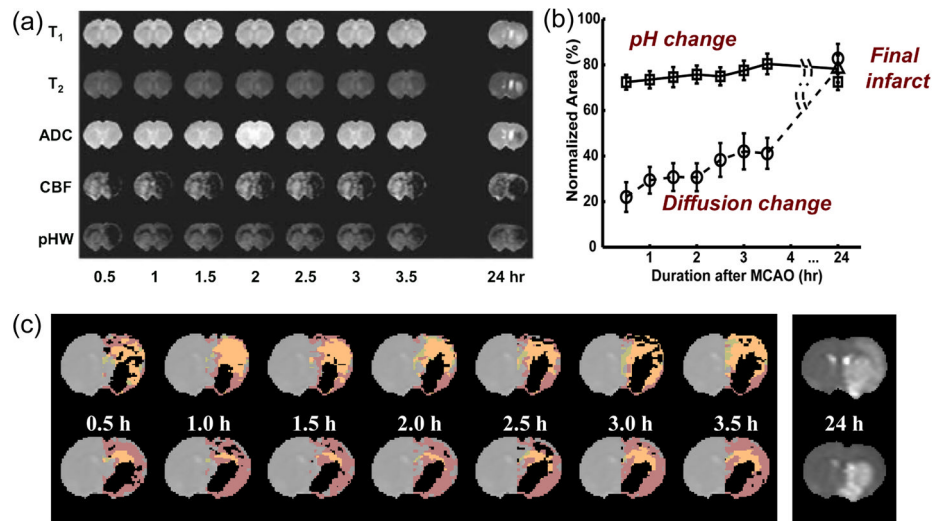 (a)
T1
T2
ADC
CBF
pHW
0.5 1 1.5 2 2.5 3 3.5 24 hr
(b)
Normalized Area (%)
100
80
60
40
20
0
pH change
Final
infarct
Diffusion change
1 2 3 4 ... 24
Duration after MCAO (hr)
(c)
0.5 h 1.0 h 1.5 h 2.0 h 2.5 h 3.0 h 3.5 h 24 h